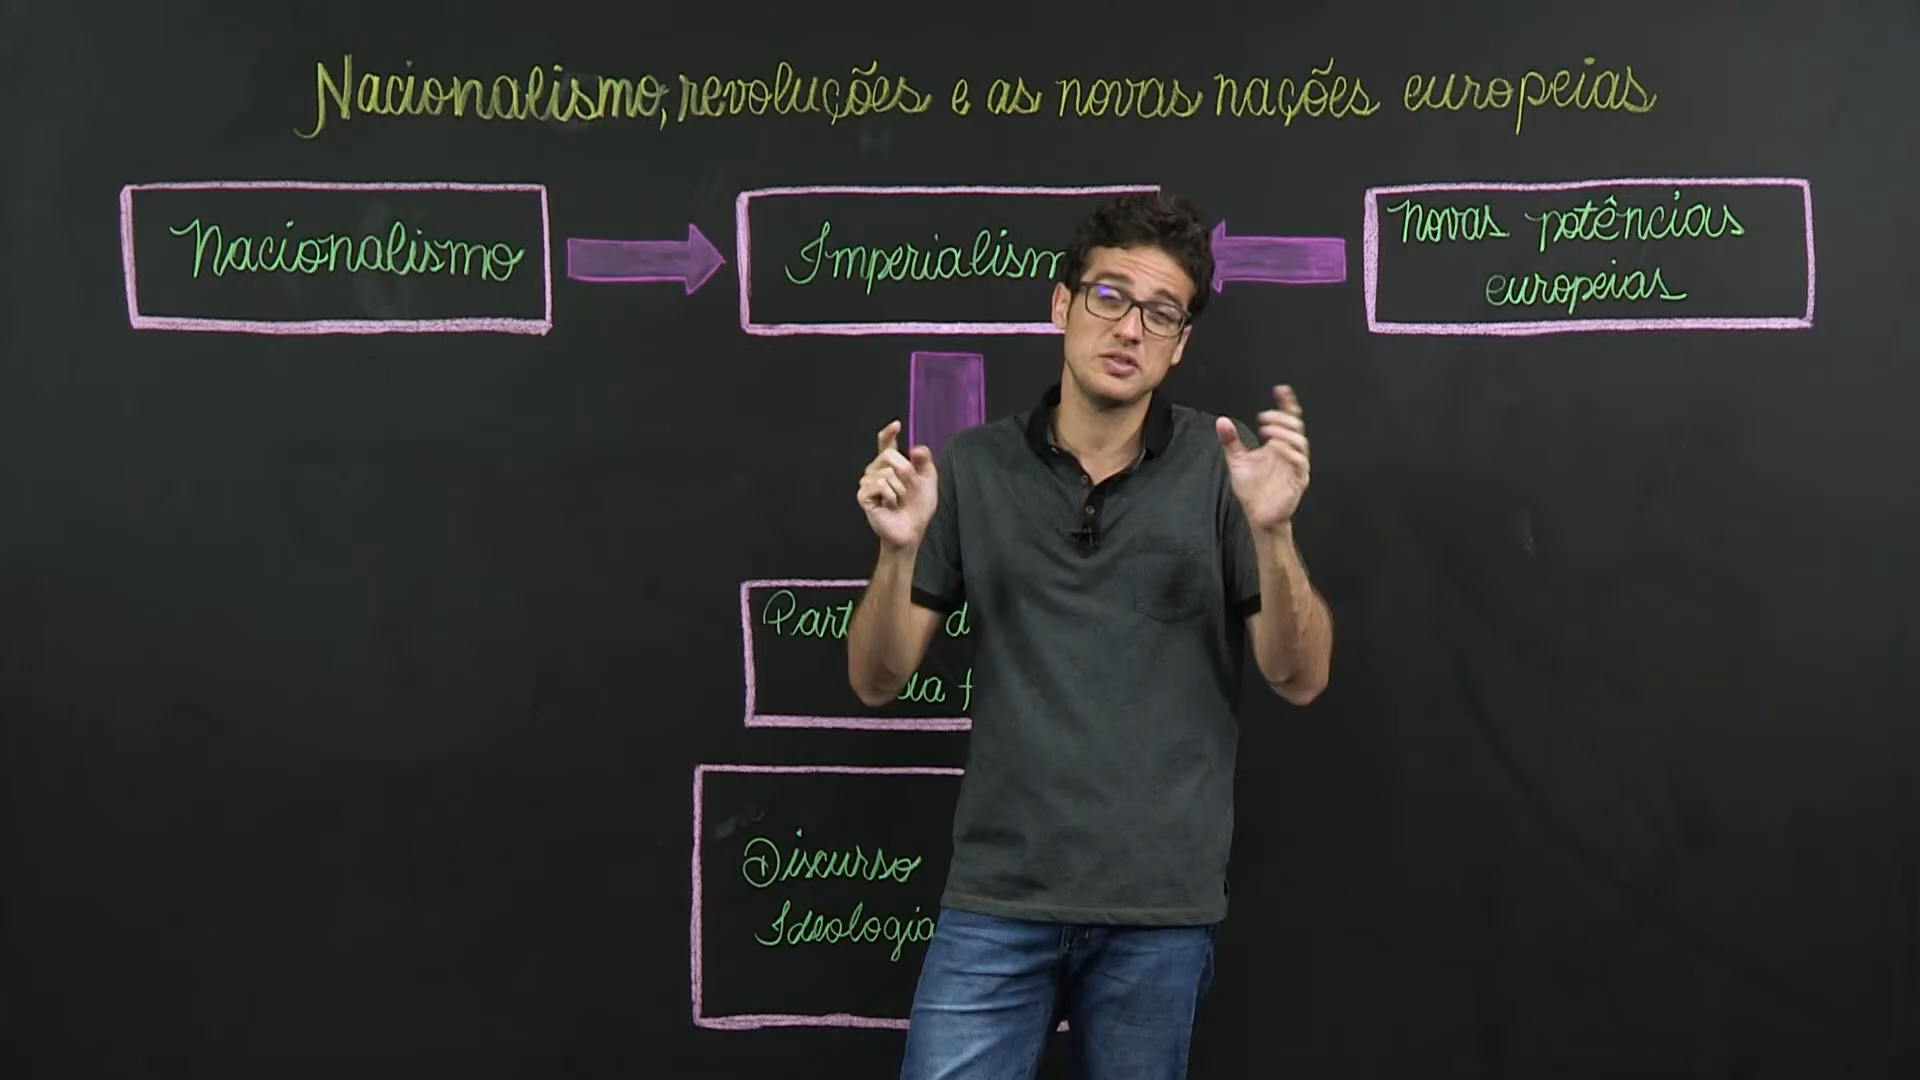 Nacionalismo, revoluções e as novas nações europeias
Nacionalismo
Imperialism
Novas potências
europeias
Discurso
Ideologia